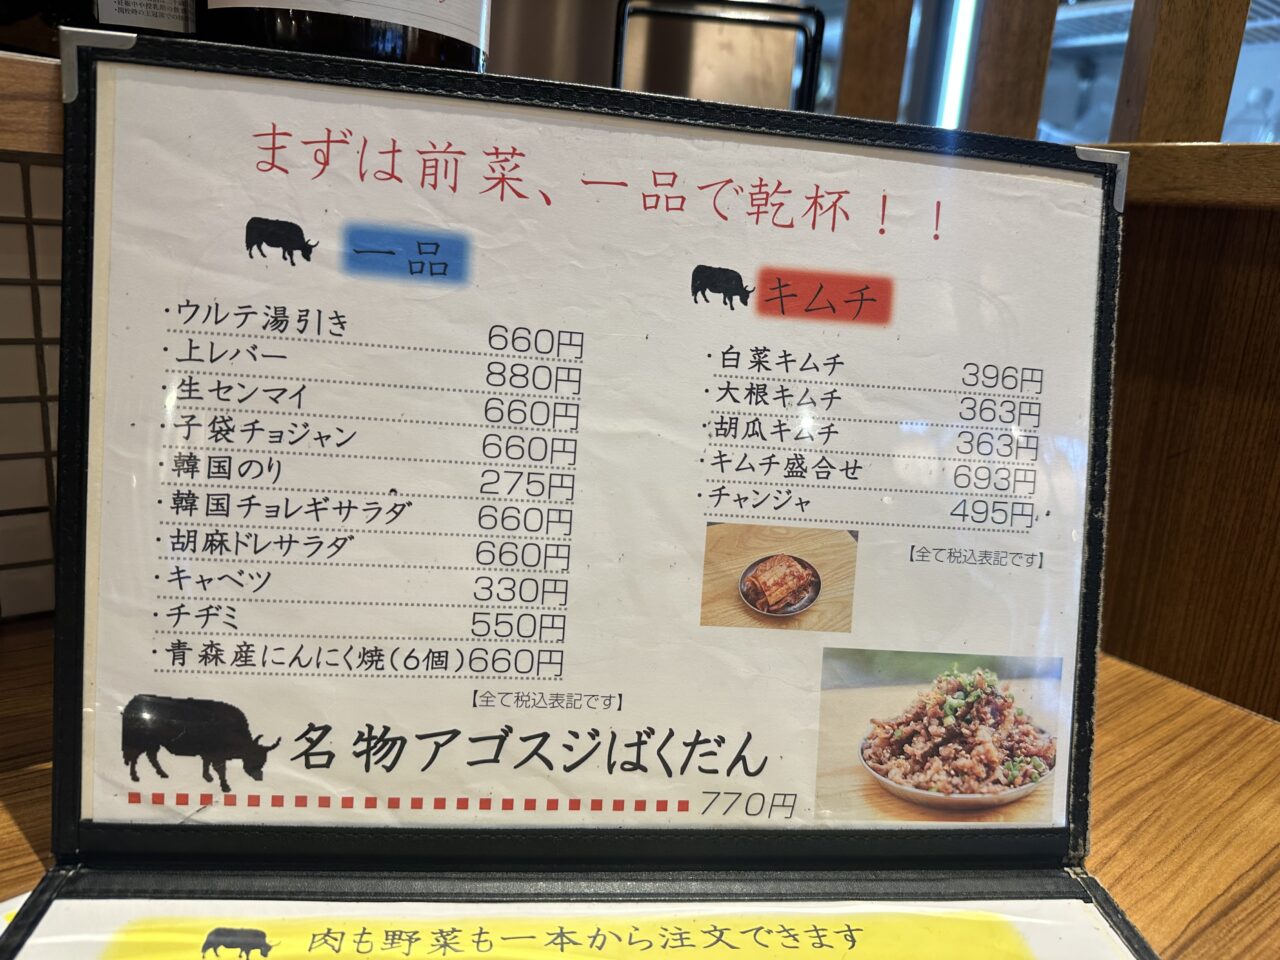 まずは前菜、一品で乾杯！！
一品
・ウルテ湯引き 660円
・上レバー 880円
・生センマイ 660円
・子袋チョジャン 660円
・韓国のり 275円
・韓国チョレギサラダ 660円
・胡麻ドレサラダ 660円
・キャベツ 330円
・チヂミ 550円
・青森産にんにく焼(6個) 660円
【全て税込表記です】
キムチ
・白菜キムチ 396円
・大根キムチ 363円
・胡瓜キムチ 363円
・キムチ盛合せ 693円
・チャンジャ 495円
【全て税込表記です】
名物アゴスジばくだん
770円
肉も野菜も一本から注文できます